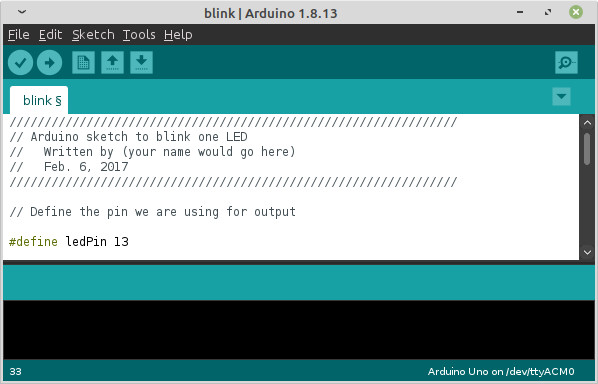 blink | Arduino 1.8.13
File Edit Sketch Tools Help
blink §
////////////////////////////////////////////////////////////////
// Arduino sketch to blink one LED
//   Written by (your name would go here)
//   Feb. 6, 2017
////////////////////////////////////////////////////////////////
// Define the pin we are using for output
#define ledPin 13
33
Arduino Uno on /dev/ttyACM0